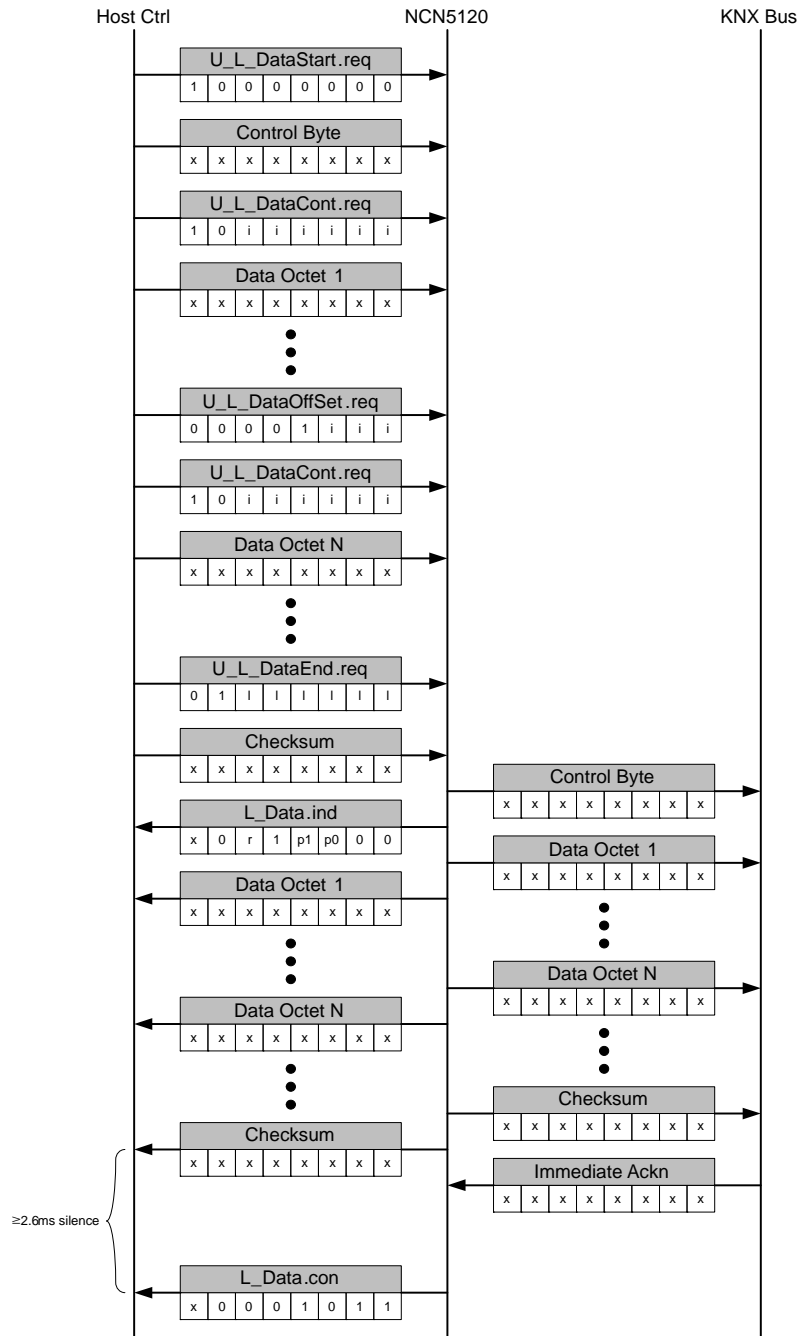 Host Ctrl NCN5120 KNX Bus
U_L_DataStart.req
1 0 0 0 0 0 0 0
Control Byte
x x x x x x x x
U_L_DataCont.req
1 0 i i i i i i
Data Octet 1
x x x x x x x x
U_L_DataOffSet.req
0 0 0 0 1 i i i
U_L_DataCont.req
1 0 i i i i i i
Data Octet N
x x x x x x x x
U_L_DataEnd.req
0 1 l l l l l l
Checksum
x x x x x x x x
Control Byte
x x x x x x x x
L_Data.ind
x 0 r 1 p1 p0 0 0
Data Octet 1
x x x x x x x x
Data Octet 1
x x x x x x x x
Data Octet N
x x x x x x x x
Data Octet N
x x x x x x x x
Checksum
x x x x x x x x
Checksum
x x x x x x x x
Immediate Ackn
x x x x x x x x
≥2.6ms silence
L_Data.con
x 0 0 0 1 0 1 1